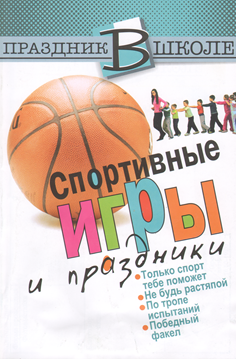 ПРАЗДНИК В ШКОЛЕ
Спортивные
игры
и праздники
• Только спорт
тебе поможет
• Не будь растяпой
• По тропе
испытаний
• Победный
факел